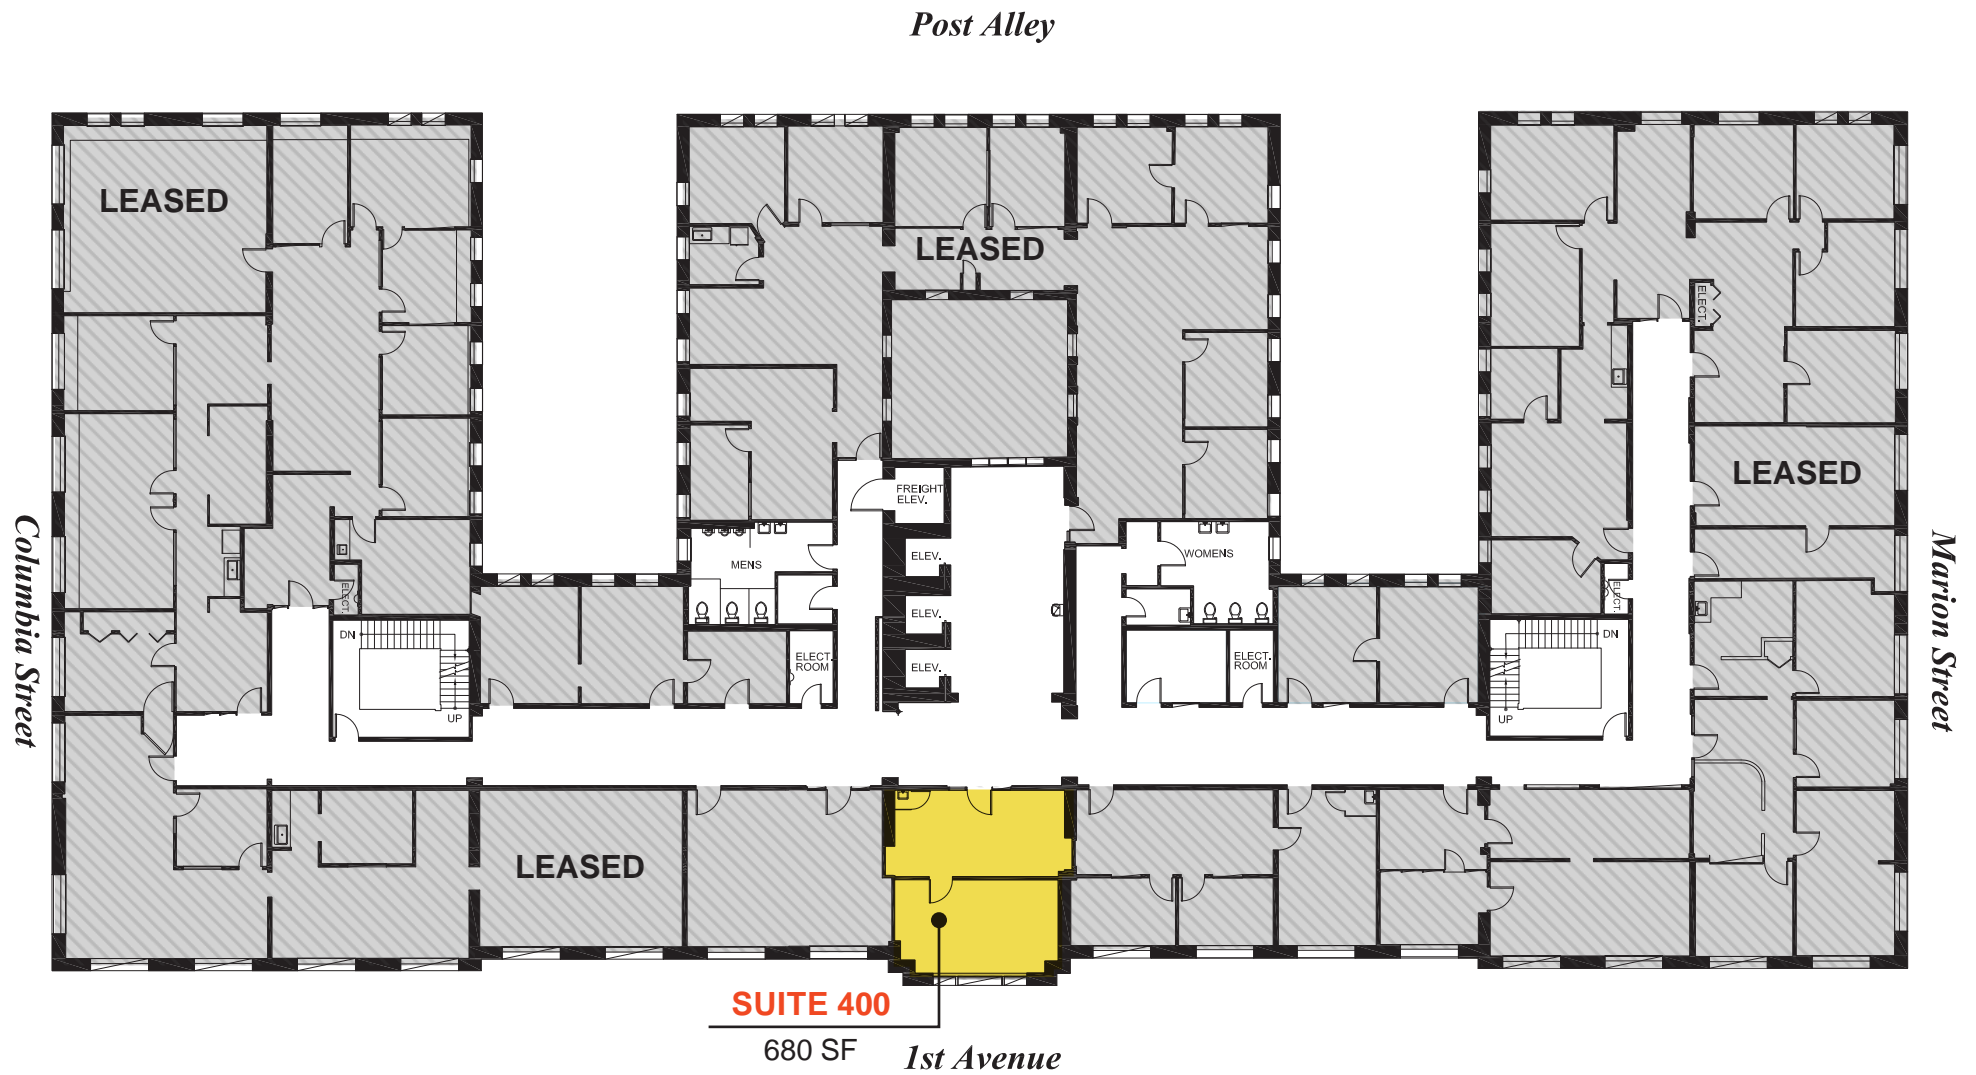 Post Alley
LEASED
LEASED
ELECT.
LEASED
FREIGHT
ELEV.
ELEV.
MENS
WOMENS
ELECT.
ELECT.
ELEV.
DN
DN
ELECT.
ROOM
ELEV.
ELECT.
ROOM
UP
UP
Columbia Street
Marion Street
LEASED
SUITE 400
680 SF
1st Avenue